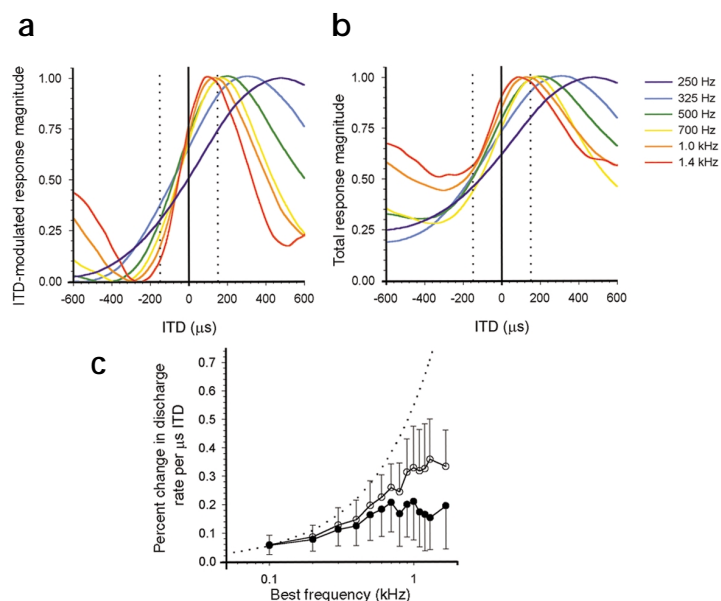 a
b
ITD-modulated response magnitude
1.00
0.75
0.50
0.25
0.00
-600 -400 -200 0 200 400 600
ITD (μs)
Total response magnitude
1.00
0.75
0.50
0.25
0.00
-600 -400 -200 0 200 400 600
ITD (μs)
250 Hz
325 Hz
500 Hz
700 Hz
1.0 kHz
1.4 kHz
c
Percent change in discharge
rate per μs ITD
0.7
0.6
0.5
0.4
0.3
0.2
0.1
0.0
0.1 1
Best frequency (kHz)